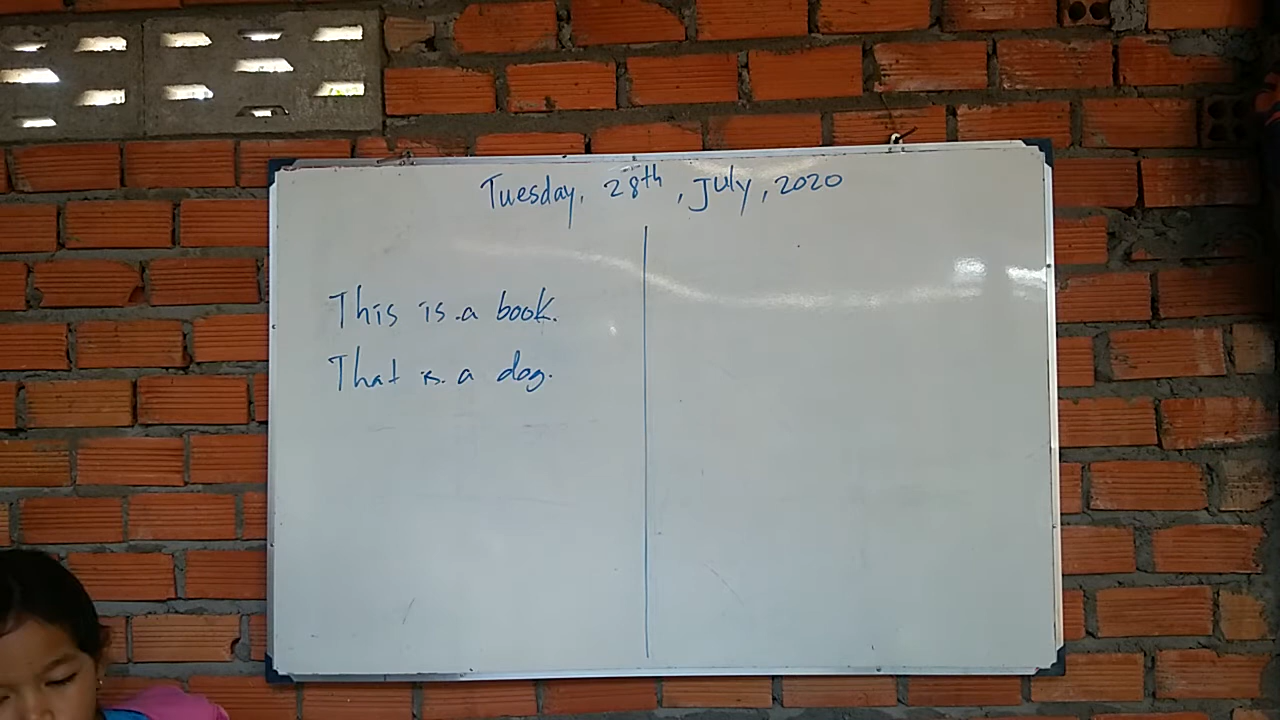 Tuesday, 28th, July, 2020
This is a book.
That is a dog.